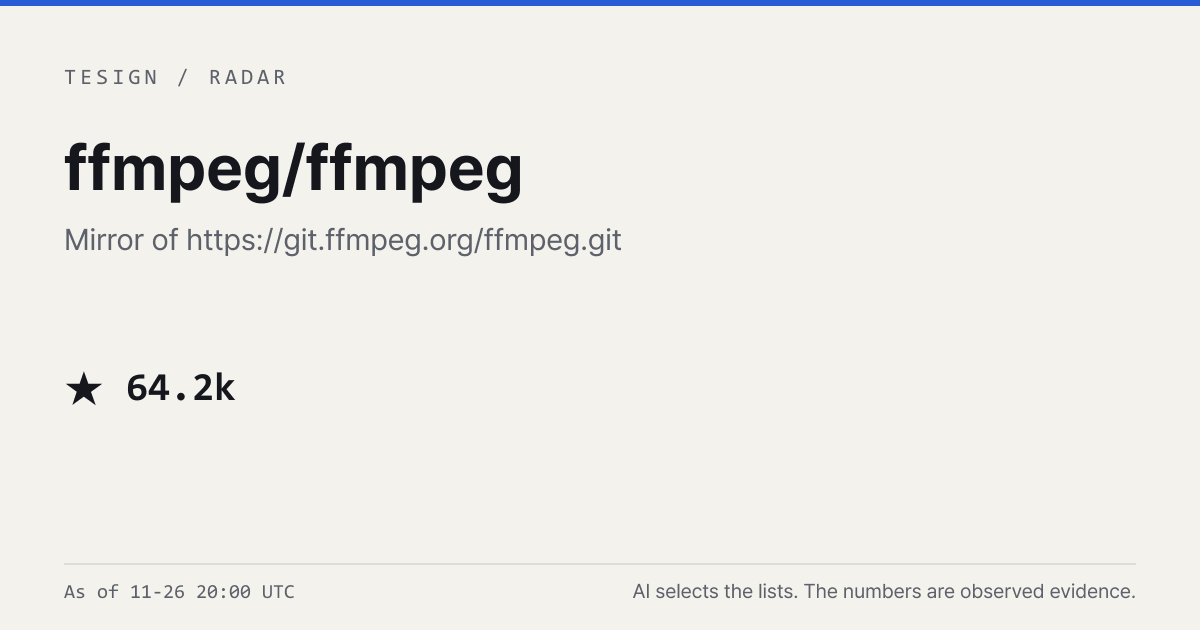 TESIGN / RADAR
ffmpeg/ffmpeg
Mirror of https://git.ffmpeg.org/ffmpeg.git
★ 64.2k
As of 11-26 20:00 UTC
AI selects the lists. The numbers are observed evidence.